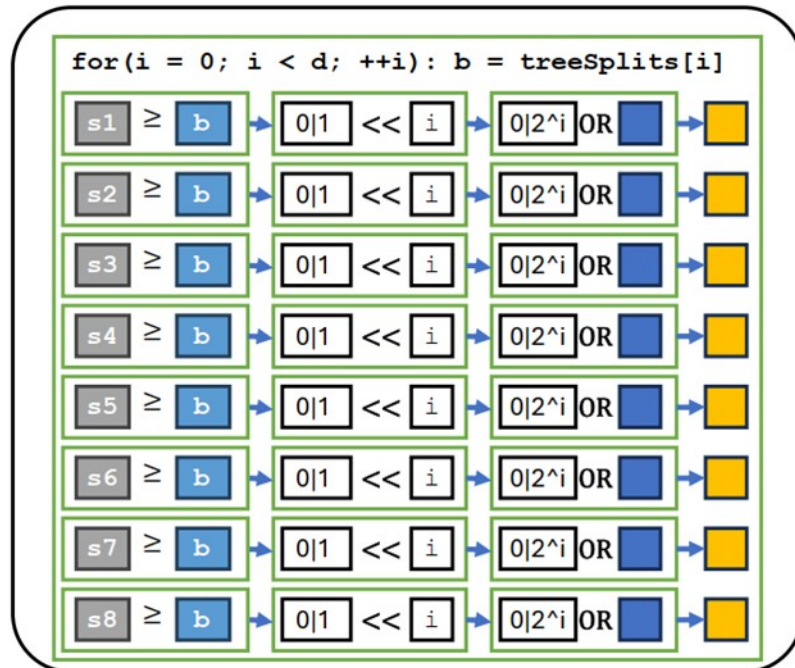 for(i = 0; i < d; ++i): b = treeSplits[i]
s1 ≥ b 0|1 << i 0|2^i OR
s2 ≥ b 0|1 << i 0|2^i OR
s3 ≥ b 0|1 << i 0|2^i OR
s4 ≥ b 0|1 << i 0|2^i OR
s5 ≥ b 0|1 << i 0|2^i OR
s6 ≥ b 0|1 << i 0|2^i OR
s7 ≥ b 0|1 << i 0|2^i OR
s8 ≥ b 0|1 << i 0|2^i OR